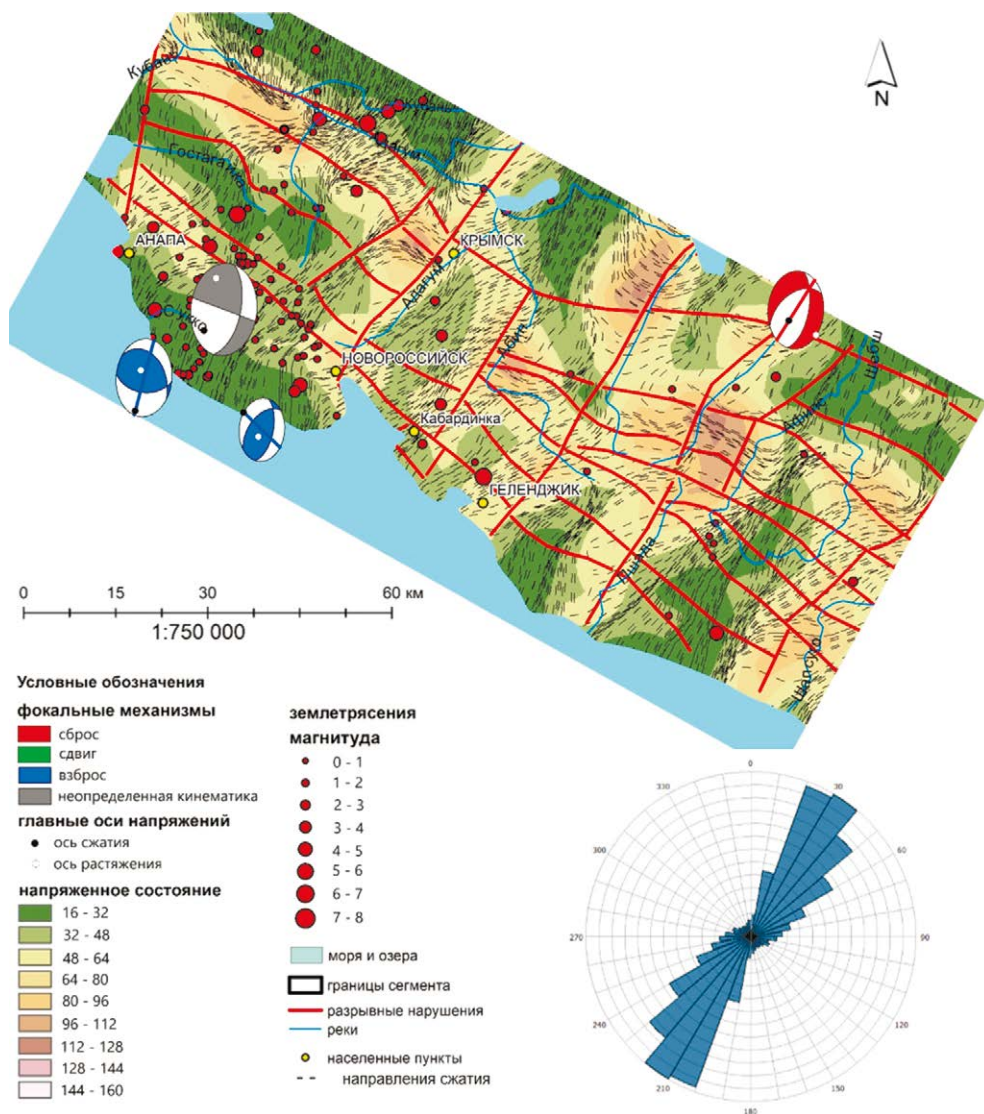 Кубань
N
Кубань
Адагум
Гостагайка
АНАПА
КРЫМСК
Адагум
Сукко
Абин
Шебш
НОВОРОССИЙСК
Афипс
Кабардинка
ГЕЛЕНДЖИК
Пшада
Шапсухо
0 15 30 60 км
1:750 000
Условные обозначения
фокальные механизмы
сброс
сдвиг
взброс
неопределенная кинематика
главные оси напряжений
ось сжатия
ось растяжения
напряженное состояние
16 - 32
32 - 48
48 - 64
64 - 80
80 - 96
96 - 112
112 - 128
128 - 144
144 - 160
землетрясения
магнитуда
0 - 1
1 - 2
2 - 3
3 - 4
4 - 5
5 - 6
6 - 7
7 - 8
моря и озера
границы сегмента
разрывные нарушения
реки
населенные пункты
направления сжатия
0
30
60
90
120
150
180
210
240
270
300
330